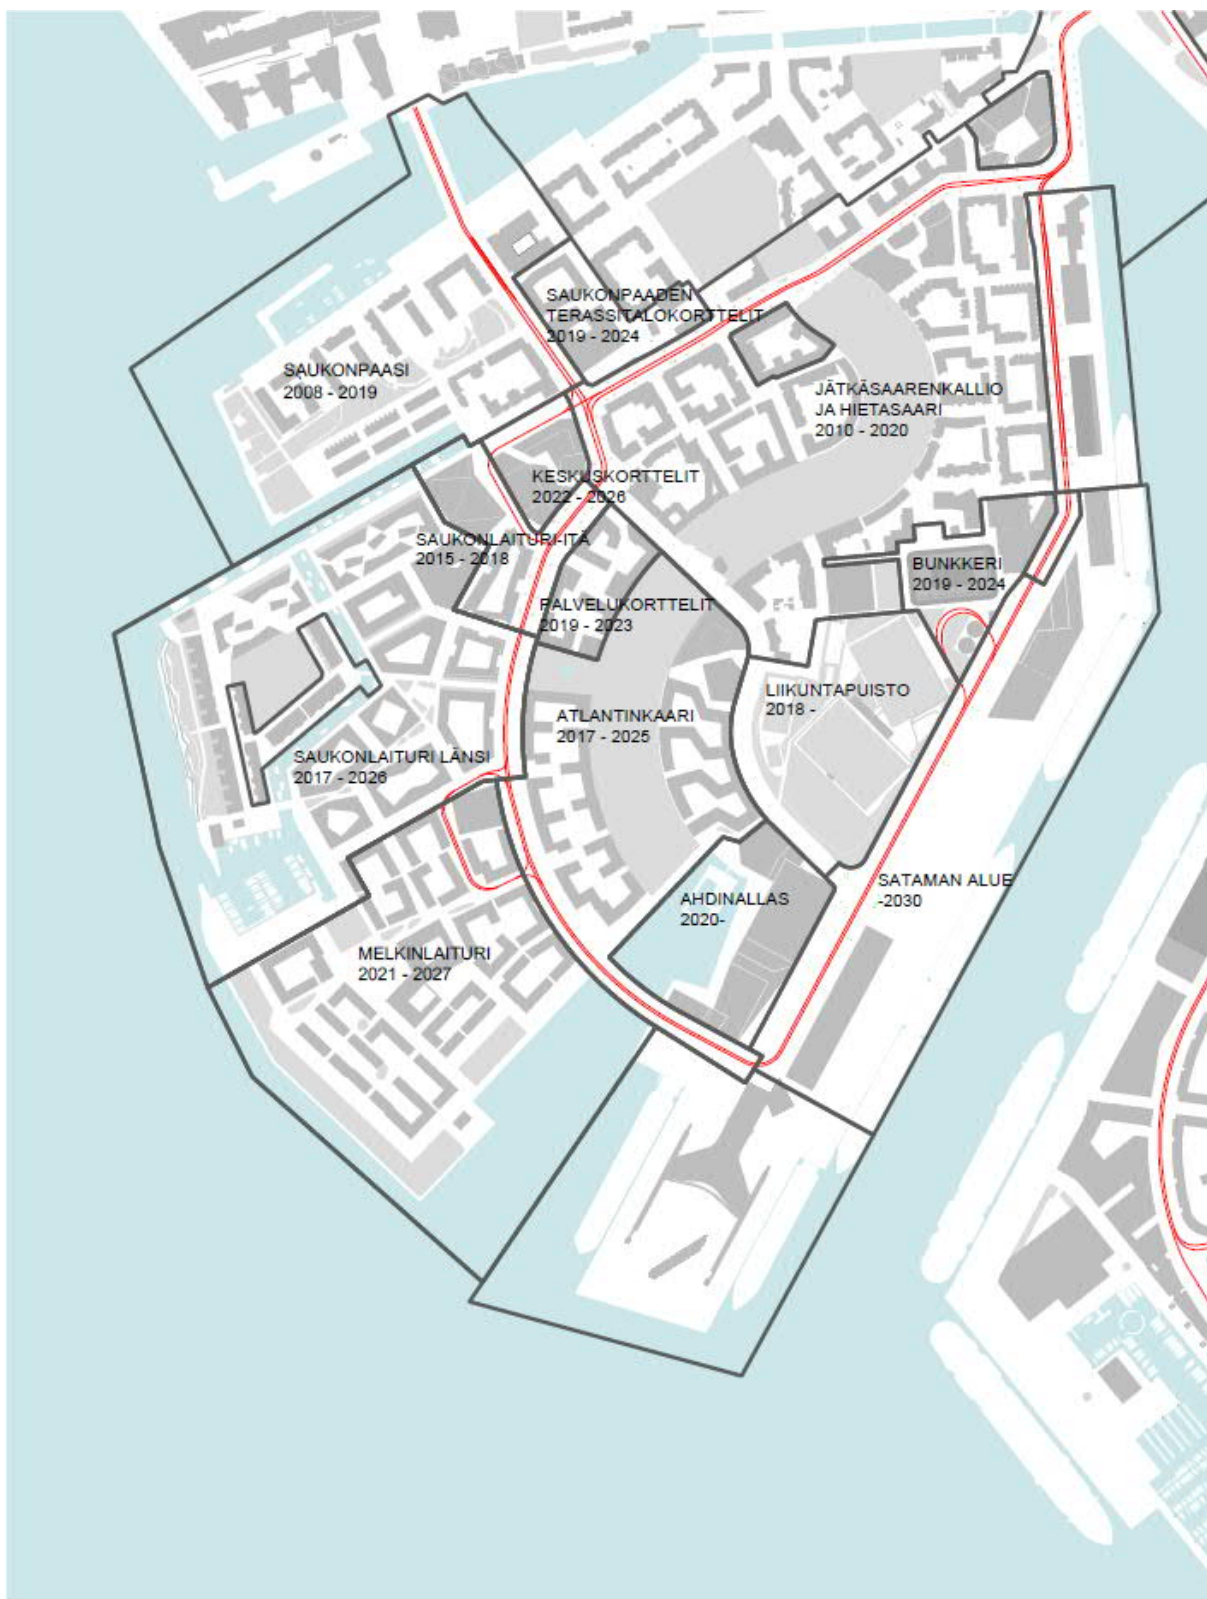 SAUKONPAADEN
TERASSITALOKORTTELIT
2019 - 2024
SAUKONPAASI
2008 - 2019
JÄTKÄSAARENKALLIO
JA HIETASAARI
2010 - 2020
KESKUSKORTTELIT
2022 - 2026
SAUKONLAITURI-ITÄ
2015 - 2018
BUNKKERI
2019 - 2024
PALVELUKORTTELIT
2019 - 2023
LIIKUNTAPUISTO
2018 -
ATLANTINKAARI
2017 - 2025
SAUKONLAITURI LÄNSI
2017 - 2026
SATAMAN ALUE
-2030
AHDINALLAS
2020-
MELKINLAITURI
2021 - 2027